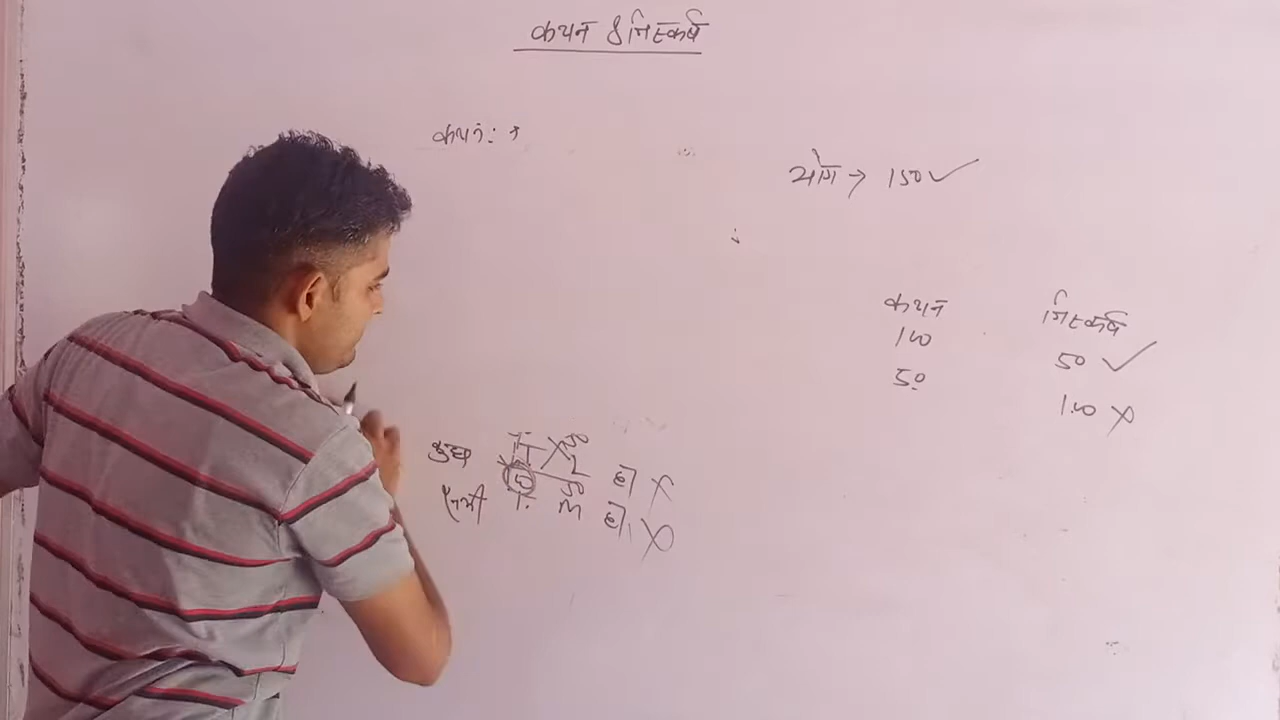 कथन & निस्कर्ष
कथन:
योग → 150 ✓
कथन निस्कर्ष
100 50 ✓
50 100 ✗
कुछ हो ✗
सभी T. M हो, ✗